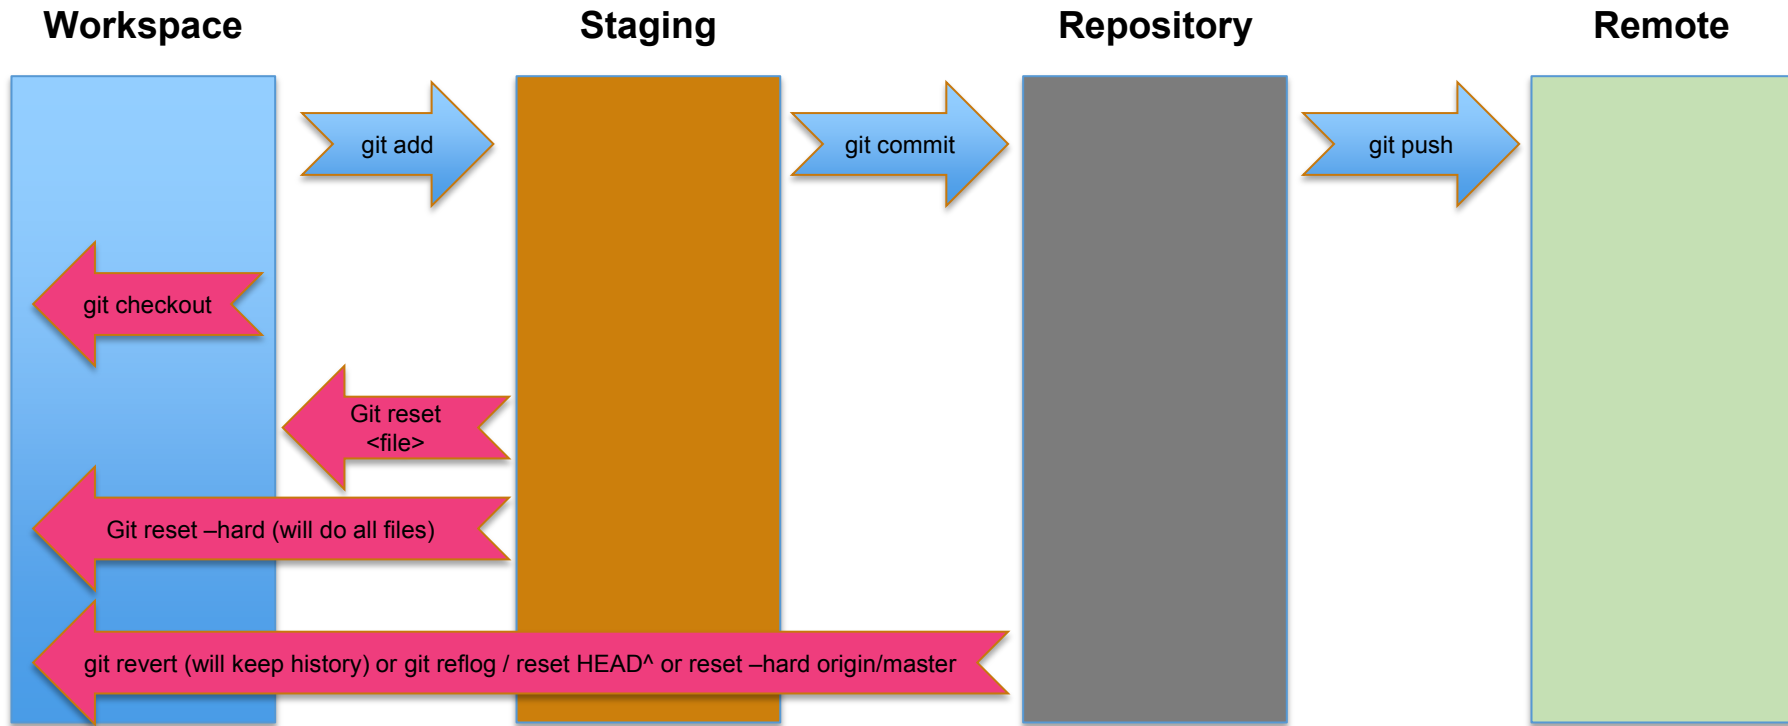 Workspace
Staging
Repository
Remote
git add
git commit
git push
git checkout
Git reset
<file>
Git reset –hard (will do all files)
git revert (will keep history) or git reflog / reset HEAD^ or reset –hard origin/master